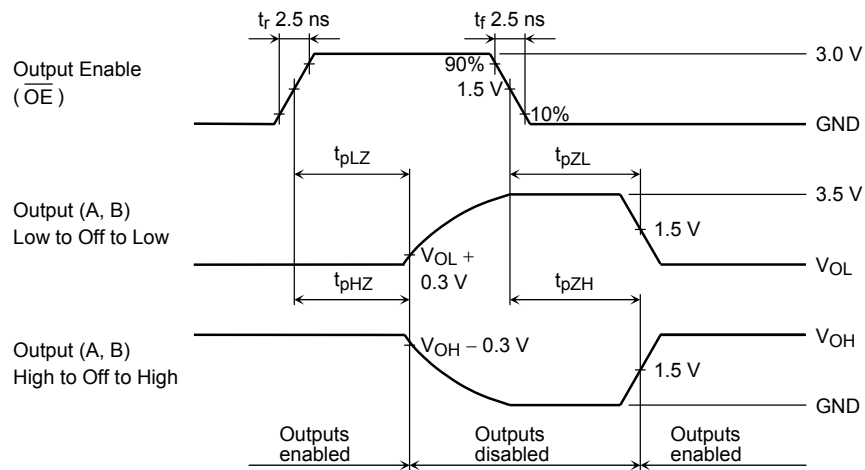 tr 2.5 ns
tf 2.5 ns
Output Enable
( OE )
90%
1.5 V
10%
3.0 V
GND
tpLZ
tpZL
Output (A, B)
Low to Off to Low
3.5 V
1.5 V
VOL +
0.3 V
VOL
tpHZ
tpZH
Output (A, B)
High to Off to High
VOH − 0.3 V
VOH
1.5 V
GND
Outputs
enabled
Outputs
disabled
Outputs
enabled